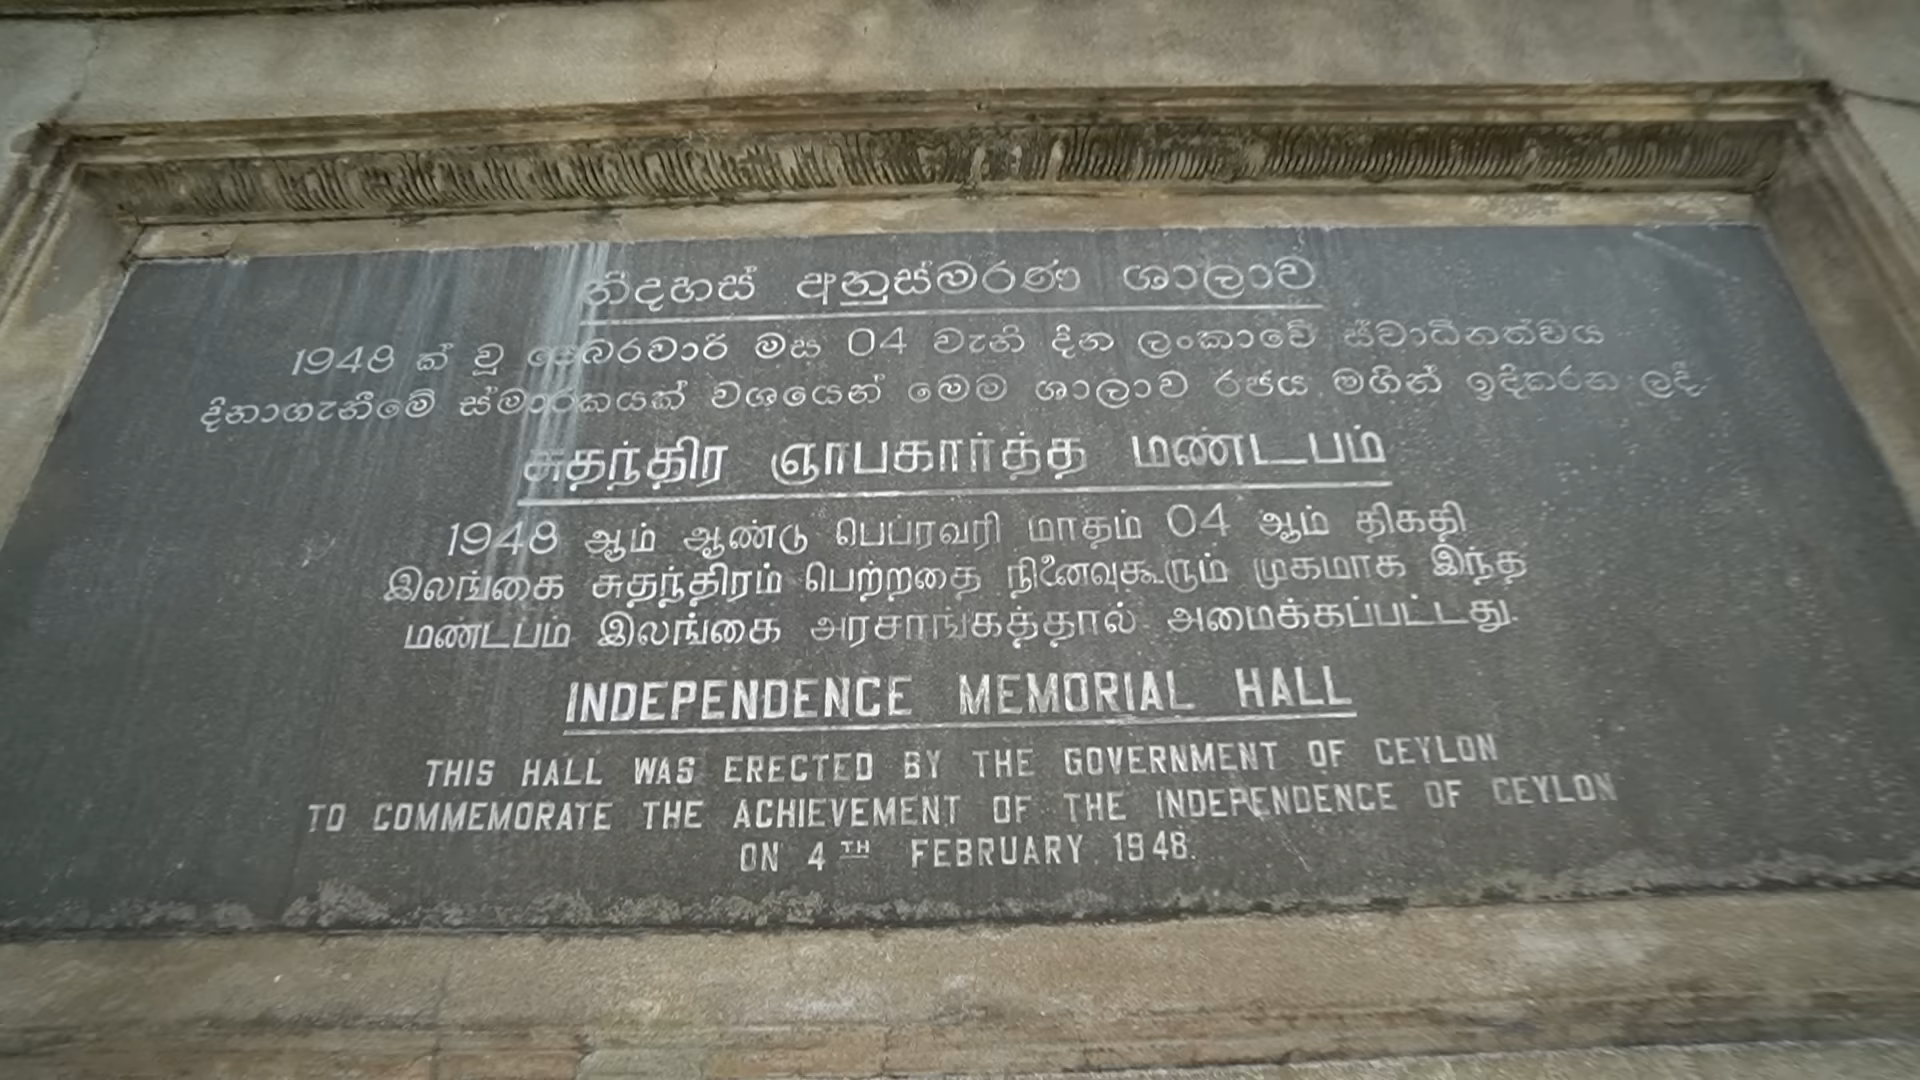 නිදහස් අනුස්මරණ ශාලාව
1948 ක් වූ පෙබරවාරි මස 04 වැනි දින ලංකාවේ ස්වාධීනත්වය
දිනාගැනීමේ ස්මාරකයක් වශයෙන් මෙම ශාලාව රජය මගින් ඉදිකරන ලදි.
சுதந்திர ஞாபகார்த்த மண்டபம்
1948 ஆம் ஆண்டு பெப்ரவரி மாதம் 04 ஆம் திகதி
இலங்கை சுதந்திரம் பெற்றதை நினைவுகூரும் முகமாக இந்த
மண்டபம் இலங்கை அரசாங்கத்தால் அமைக்கப்பட்டது.
INDEPENDENCE MEMORIAL HALL
THIS HALL WAS ERECTED BY THE GOVERNMENT OF CEYLON
TO COMMEMORATE THE ACHIEVEMENT OF THE INDEPENDENCE OF CEYLON
ON 4TH FEBRUARY 1948.